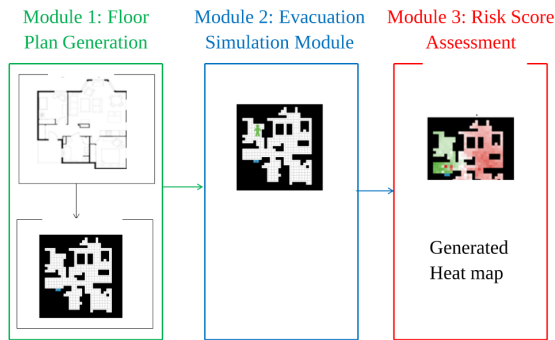 Module 1: Floor
Plan Generation
Module 2: Evacuation
Simulation Module
Module 3: Risk Score
Assessment
Generated
Heat map